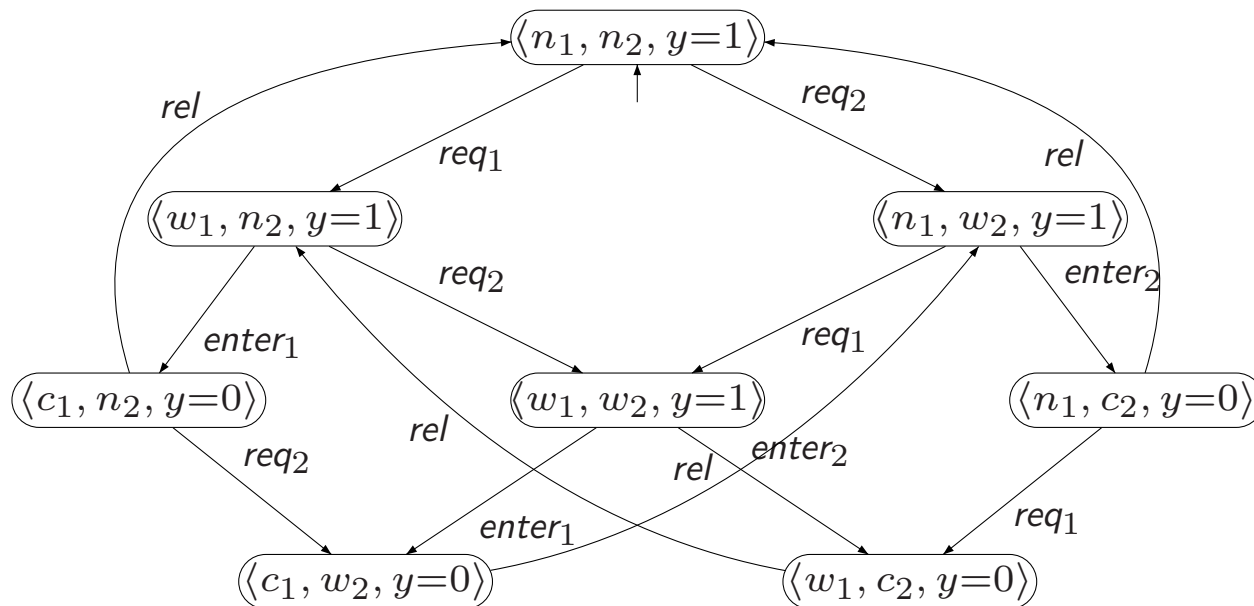 ⟨n₁, n₂, y=1⟩
rel
req₂
req₁
rel
⟨w₁, n₂, y=1⟩
⟨n₁, w₂, y=1⟩
req₂
enter₂
enter₁
req₁
⟨c₁, n₂, y=0⟩
⟨w₁, w₂, y=1⟩
⟨n₁, c₂, y=0⟩
rel
req₂
rel
enter₂
enter₁
req₁
⟨c₁, w₂, y=0⟩
⟨w₁, c₂, y=0⟩